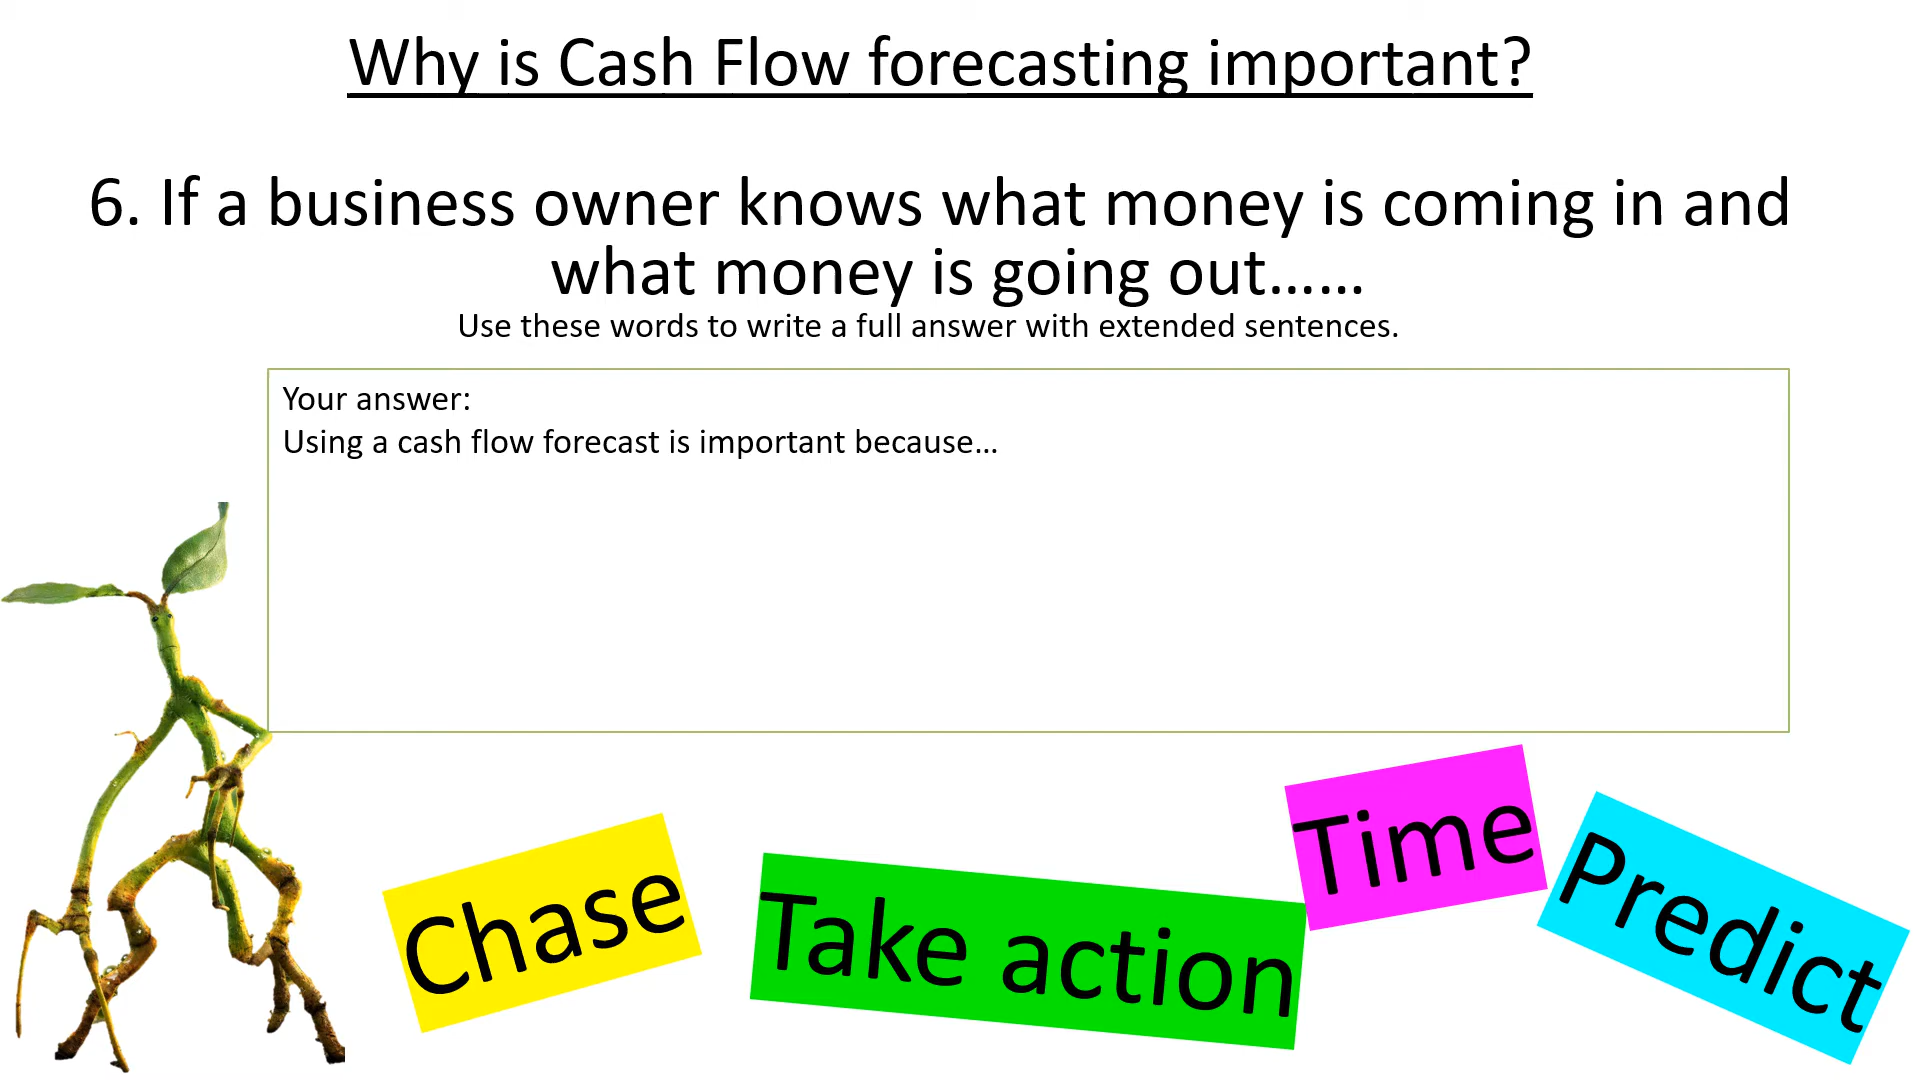 Why is Cash Flow forecasting important?
6. If a business owner knows what money is coming in and
what money is going out......
Use these words to write a full answer with extended sentences.
Your answer:
Using a cash flow forecast is important because...
Chase
Take action
Time
Predict